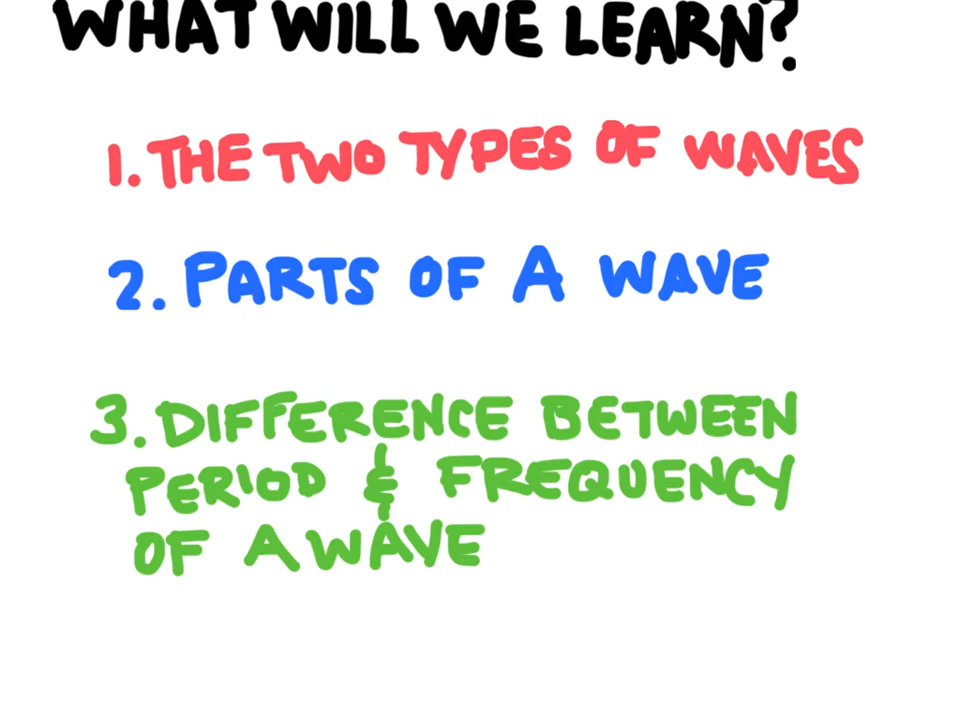 WHAT WILL WE LEARN?
1. THE TWO TYPES OF WAVES
2. PARTS OF A WAVE
3. DIFFERENCE BETWEEN
PERIOD & FREQUENCY
OF A WAVE